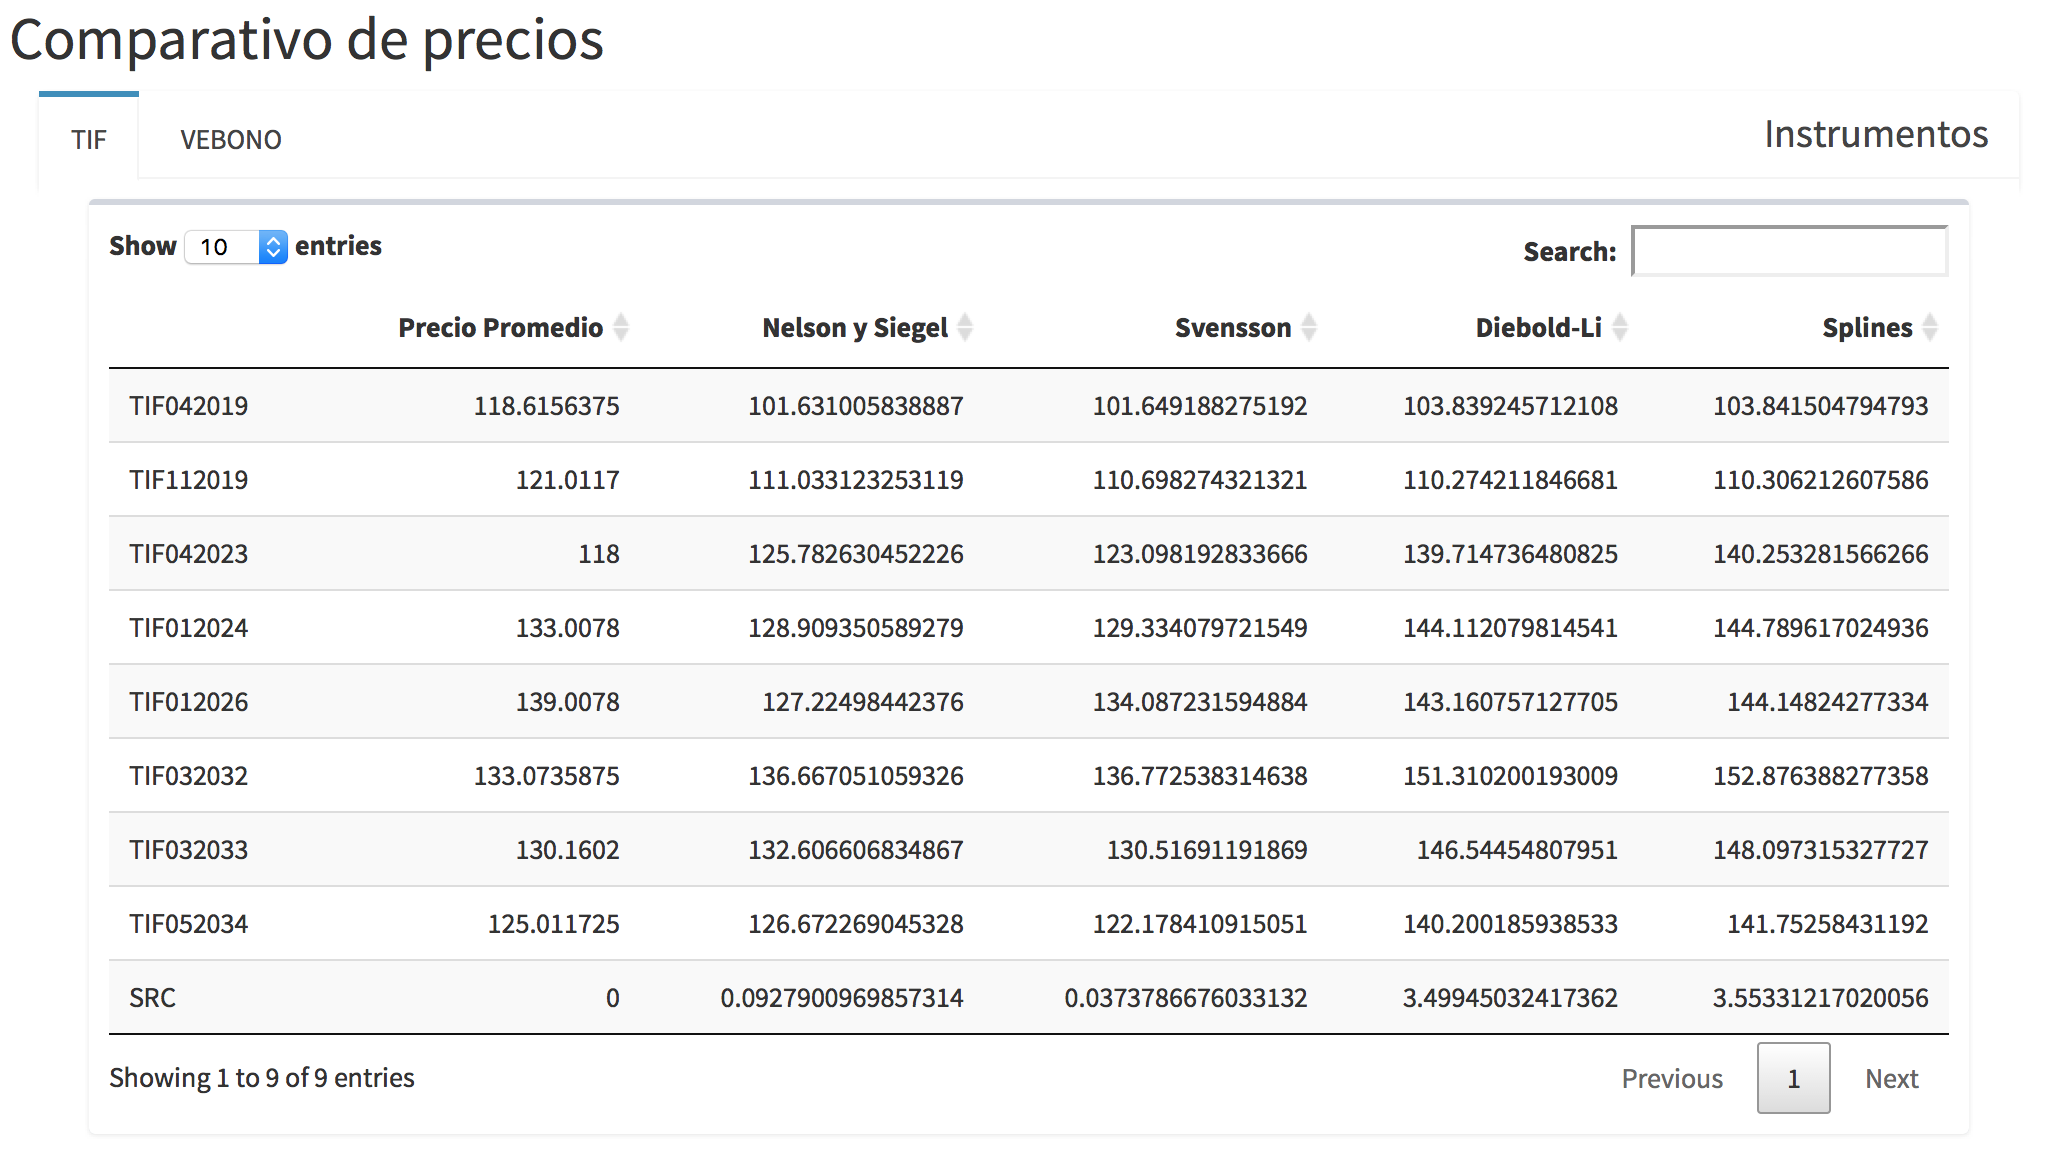 Comparativo de precios
TIF VEBONO Instrumentos
Show 10 entries Search:
Precio Promedio Nelson y Siegel Svensson Diebold-Li Splines
TIF042019 118.6156375 101.631005838887 101.649188275192 103.839245712108 103.841504794793
TIF112019 121.0117 111.033123253119 110.698274321321 110.274211846681 110.306212607586
TIF042023 118 125.782630452226 123.098192833666 139.714736480825 140.253281566266
TIF012024 133.0078 128.909350589279 129.334079721549 144.112079814541 144.789617024936
TIF012026 139.0078 127.22498442376 134.087231594884 143.160757127705 144.14824277334
TIF032032 133.0735875 136.667051059326 136.772538314638 151.310200193009 152.876388277358
TIF032033 130.1602 132.606606834867 130.51691191869 146.54454807951 148.097315327727
TIF052034 125.011725 126.672269045328 122.178410915051 140.200185938533 141.75258431192
SRC 0 0.0927900969857314 0.0373786676033132 3.49945032417362 3.55331217020056
Showing 1 to 9 of 9 entries Previous 1 Next